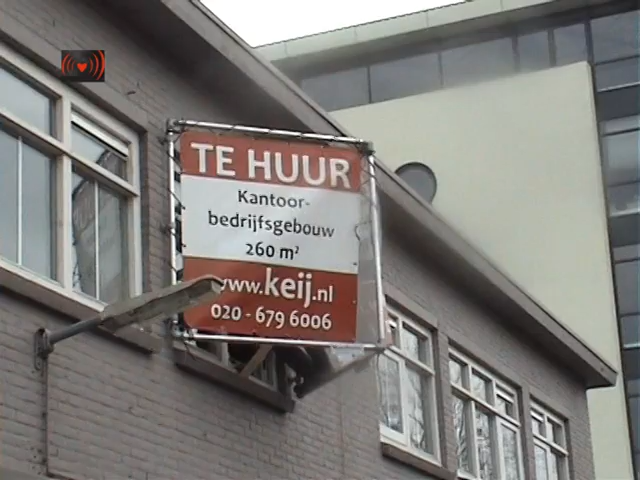 TE HUUR
Kantoor-
bedrijfsgebouw
260 m²
www.keij.nl
020 - 679 6006